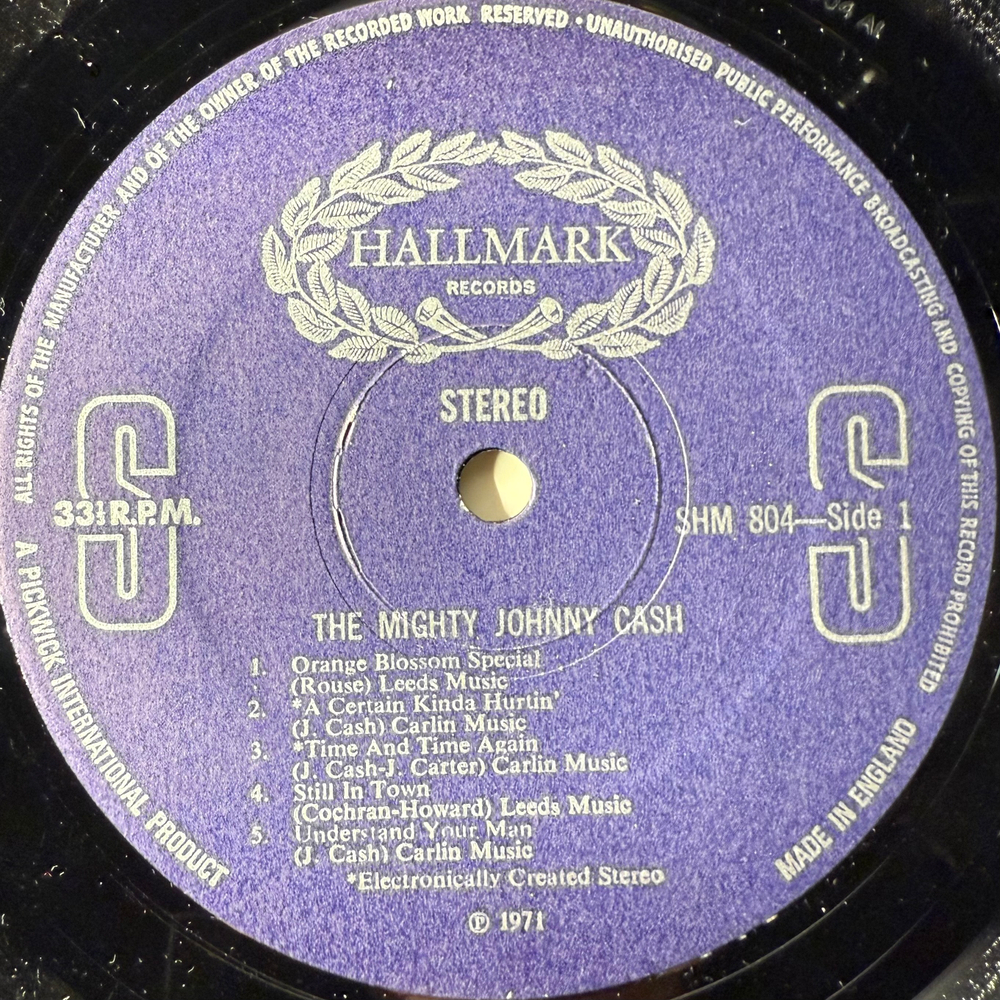 ALL RIGHTS OF THE MANUFACTURER AND OF THE OWNER OF THE RECORDED WORK RESERVED • UNAUTHORISED PUBLIC PERFORMANCE BROADCASTING AND COPYING OF THIS RECORD PROHIBITED
HALLMARK
RECORDS
STEREO
33⅓ R.P.M.
SHM 804—Side 1
THE MIGHTY JOHNNY CASH
1. Orange Blossom Special
(Rouse) Leeds Music
2. *A Certain Kinda Hurtin'
(J. Cash) Carlin Music
3. *Time And Time Again
(J. Cash-J. Carter) Carlin Music
4. Still In Town
(Cochran-Howard) Leeds Music
5. Understand Your Man
(J. Cash) Carlin Music
*Electronically Created Stereo
℗ 1971
A PICKWICK INTERNATIONAL PRODUCT
MADE IN ENGLAND